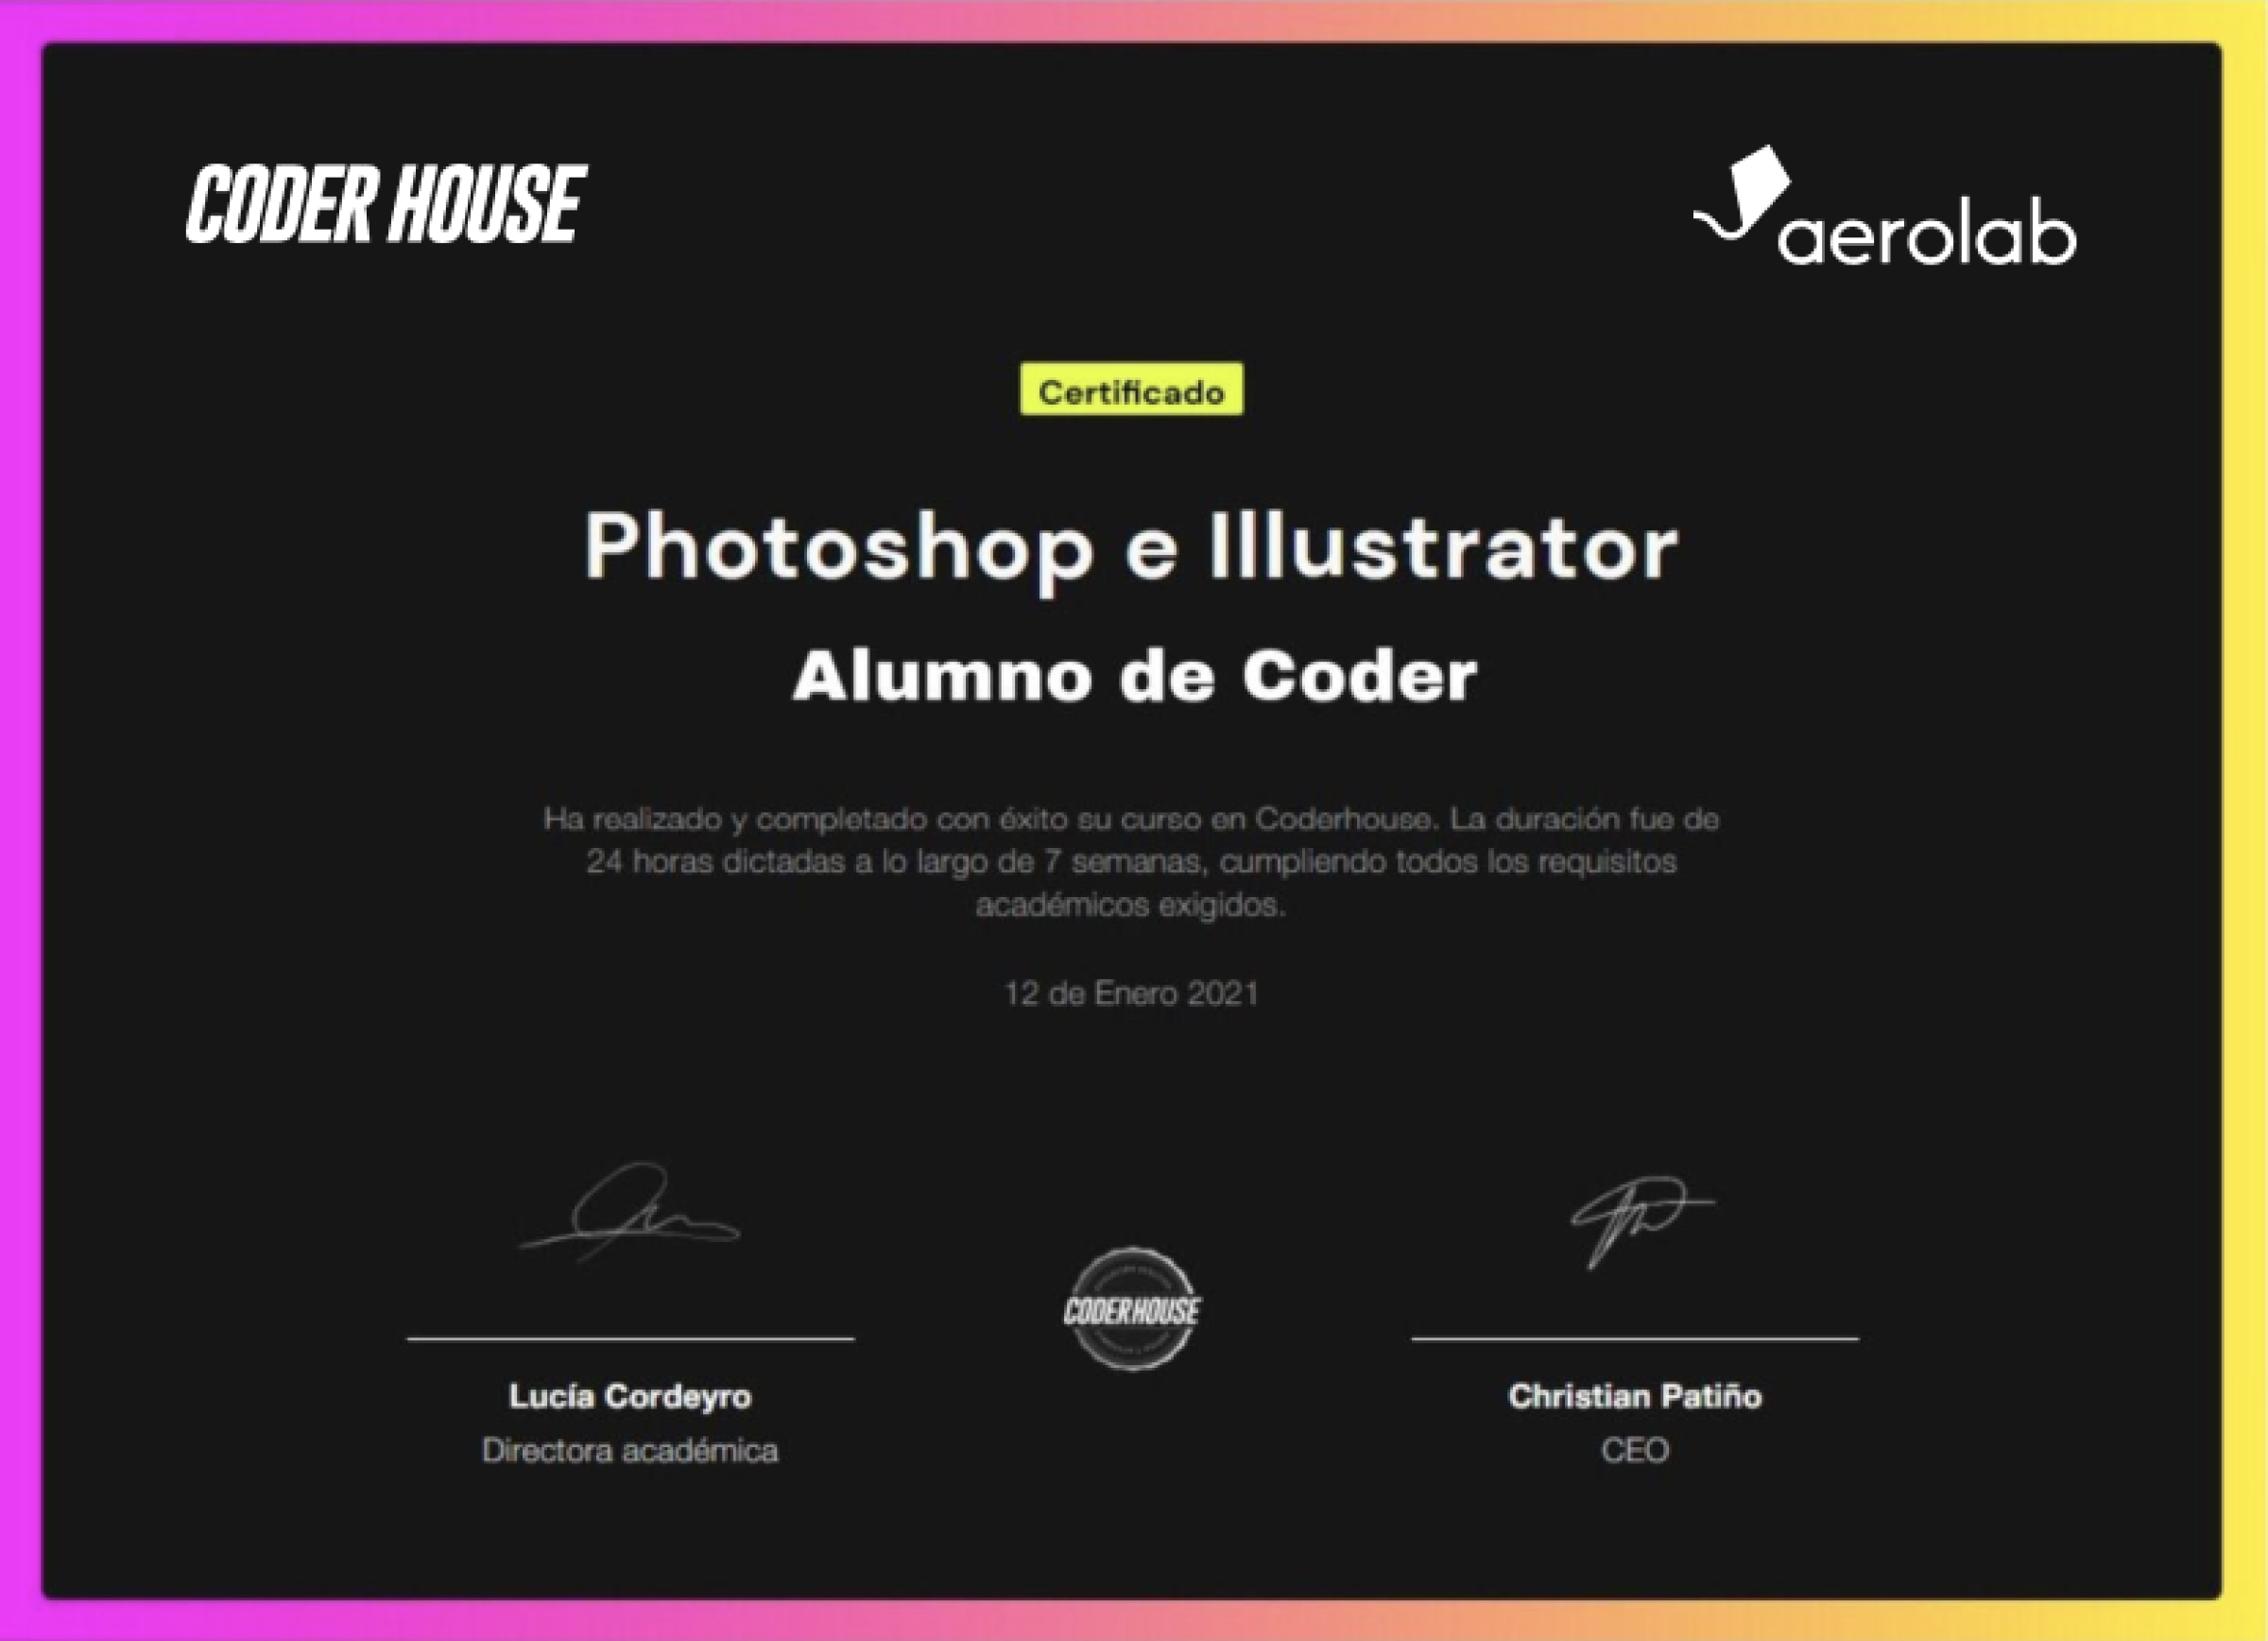 CODER HOUSE
aerolab
Certificado
Photoshop e Illustrator
Alumno de Coder
Ha realizado y completado con éxito su curso en Coderhouse. La duración fue de
24 horas dictadas a lo largo de 7 semanas, cumpliendo todos los requisitos
académicos exigidos.
12 de Enero 2021
CODERHOUSE
Lucía Cordeyro
Directora académica
Christian Patiño
CEO